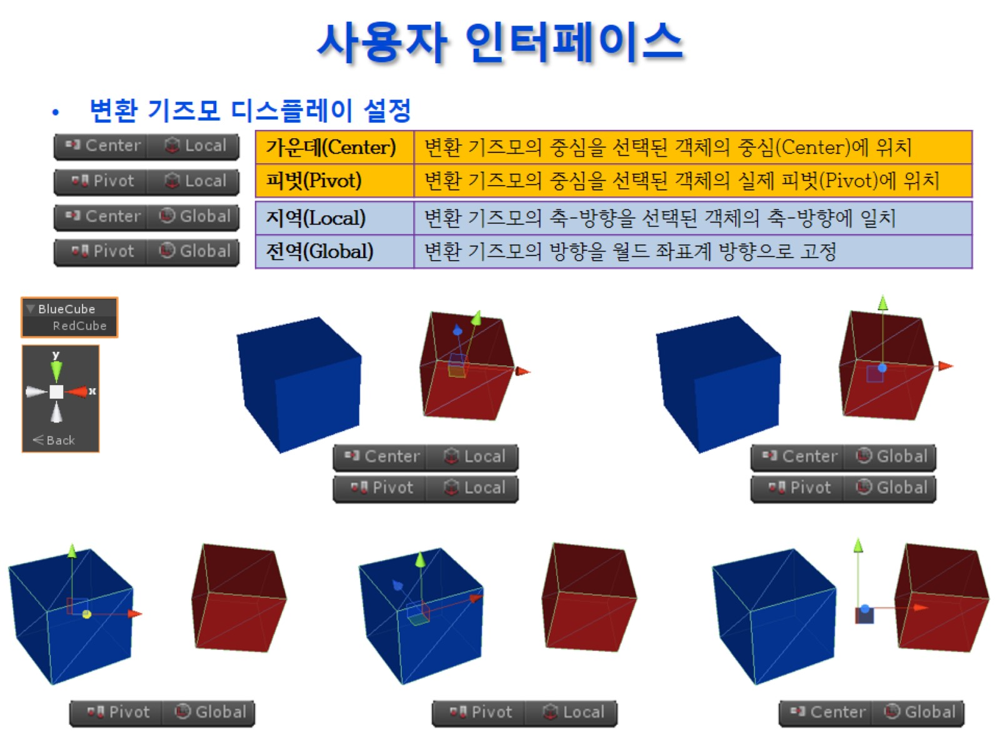 사용자 인터페이스
• 변환 기즈모 디스플레이 설정
Center Local
Pivot Local
Center Global
Pivot Global
가운데(Center) 변환 기즈모의 중심을 선택된 객체의 중심(Center)에 위치
피벗(Pivot) 변환 기즈모의 중심을 선택된 객체의 실제 피벗(Pivot)에 위치
지역(Local) 변환 기즈모의 축-방향을 선택된 객체의 축-방향에 일치
전역(Global) 변환 기즈모의 방향을 월드 좌표계 방향으로 고정
BlueCube
RedCube
y
x
Back
Center Local
Pivot Local
Center Global
Pivot Global
Pivot Global
Pivot Local
Center Global